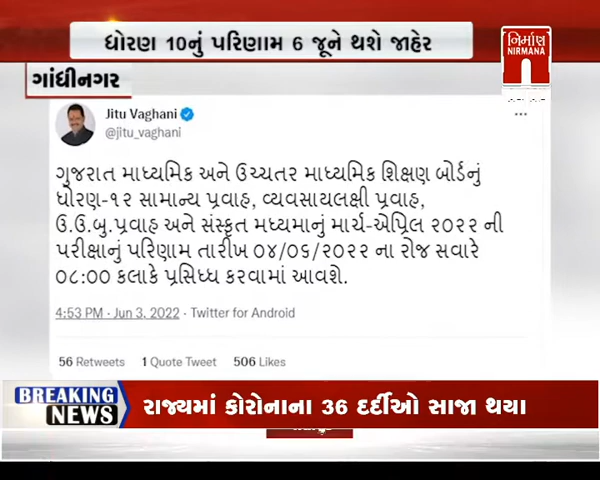 ધોરણ 10નું પરિણામ 6 જૂને થશે જાહેર
નિર્માણ
NIRMANA
ગાંધીનગર
Jitu Vaghani
@jitu_vaghani
ગુજરાત માધ્યમિક અને ઉચ્ચતર માધ્યમિક શિક્ષણ બોર્ડનું
ધોરણ-૧૨ સામાન્ય પ્રવાહ, વ્યવસાયલક્ષી પ્રવાહ,
ઉ.ઉ.બુ.પ્રવાહ અને સંસ્કૃત મધ્યમાનું માર્ચ-એપ્રિલ ૨૦૨૨ ની
પરીક્ષાનું પરિણામ તારીખ ૦૪/૦૬/૨૦૨૨ ના રોજ સવારે
૦૮:૦૦ કલાકે પ્રસિધ્ધ કરવામાં આવશે.
4:53 PM · Jun 3, 2022 · Twitter for Android
56 Retweets 1 Quote Tweet 506 Likes
BREAKING
NEWS
રાજ્યમાં કોરોનાના 36 દર્દીઓ સાજા થયા